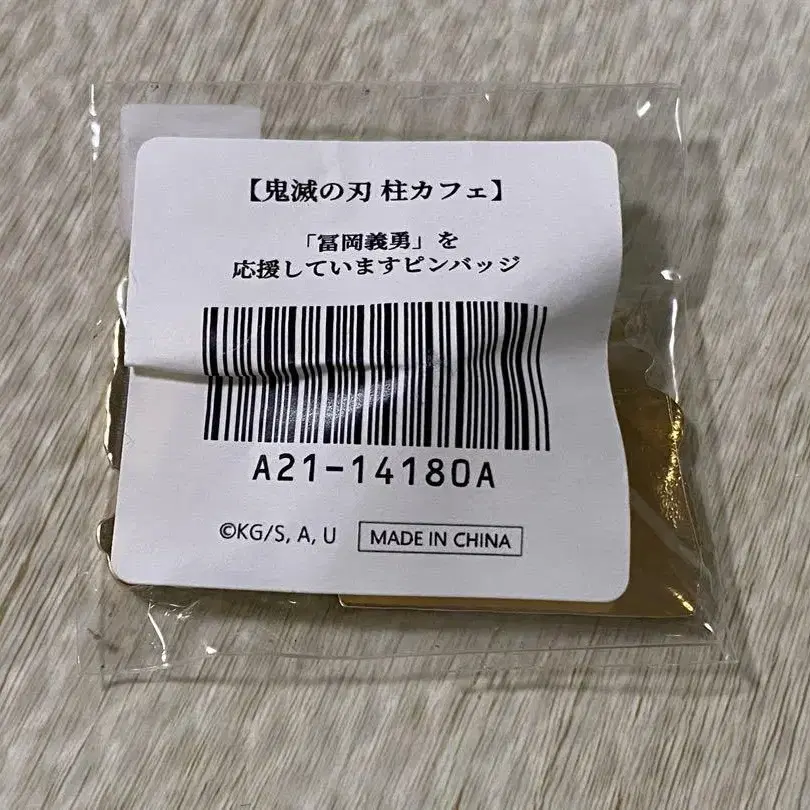 【鬼滅の刃 柱カフェ】
「冨岡義勇」を
応援していますピンバッジ
A21-14180A
©KG/S, A, U
MADE IN CHINA